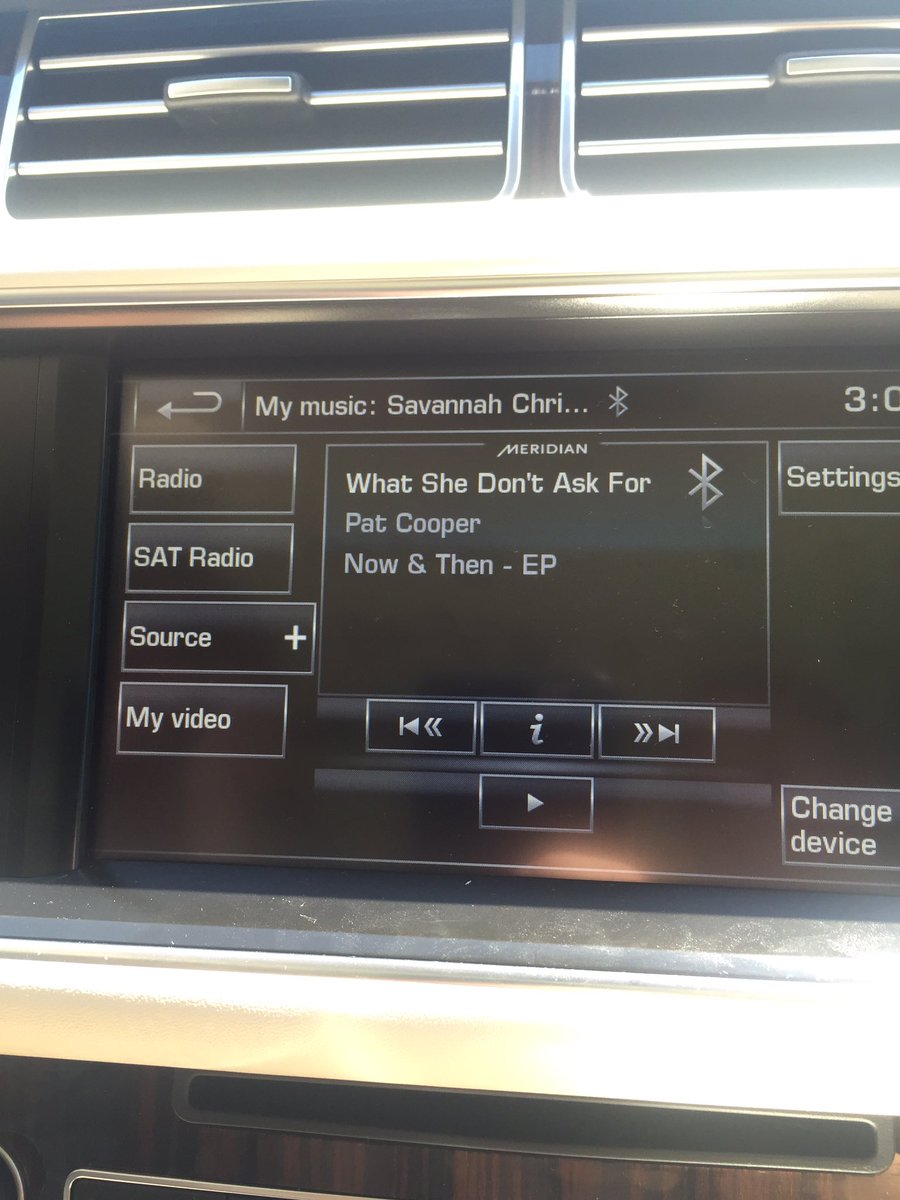 My music: Savannah Chri...
3:0
MERIDIAN
Radio
What She Don't Ask For
Settings
Pat Cooper
SAT Radio
Now & Then - EP
Source +
My video
i
Change
device